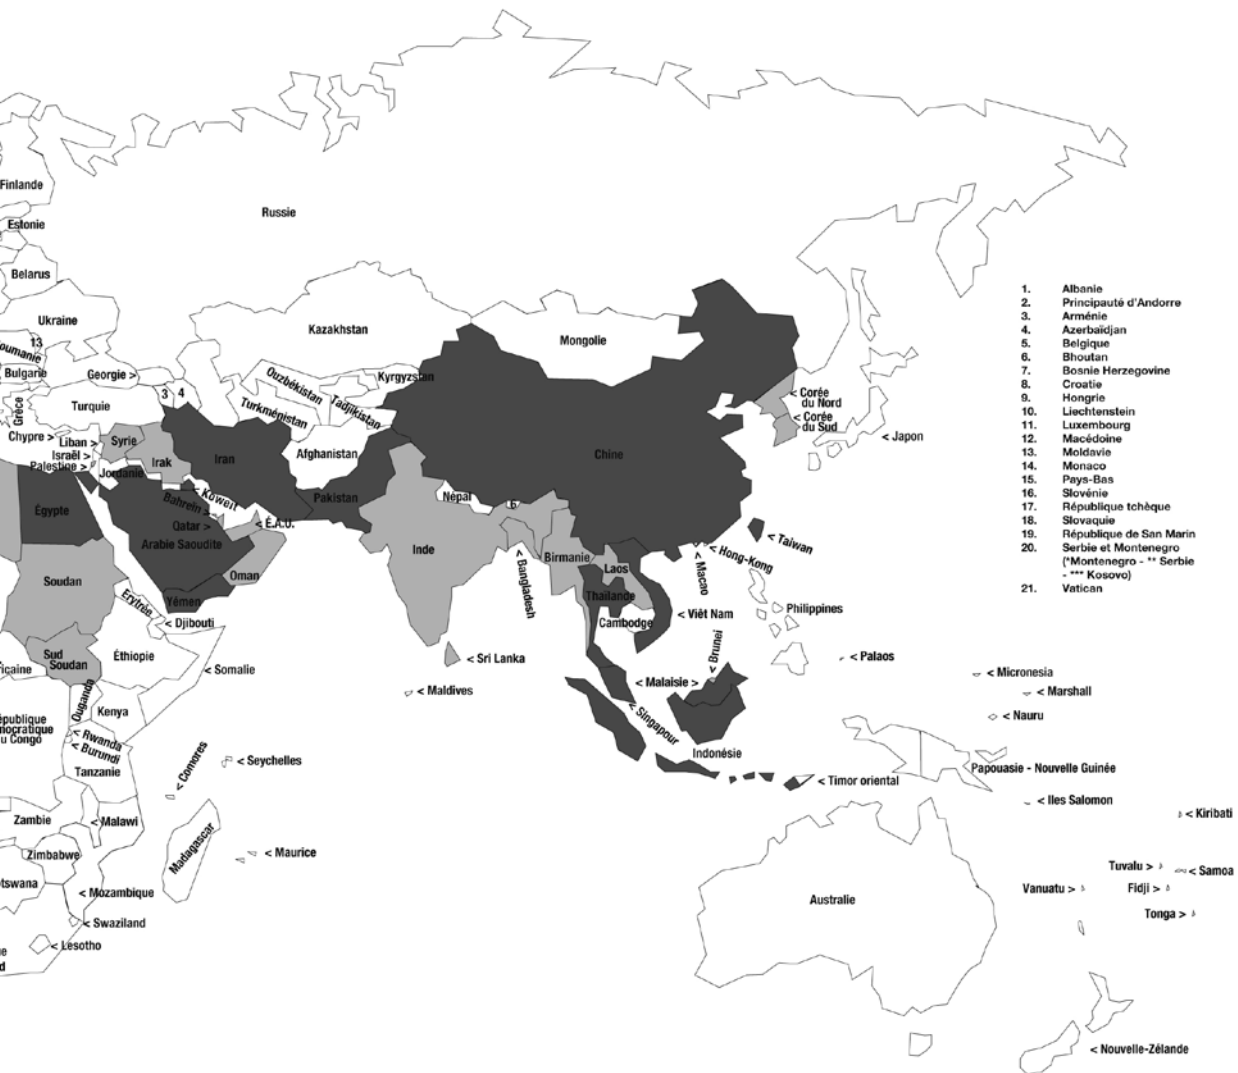 Finlande
Estonie
Belarus
Ukraine
13
oumanie
Bulgarie
Grèce
Russie
Kazakhstan
Mongolie
Georgie >
3
4
Turquie
Ouzbékistan
Kyrgyzstan
Turkménistan
Tadjikistan
Chypre >
Liban >
Israël >
Palestine >
Syrie
Irak
Iran
Afghanistan
Jordanie
< Koweit
Bahrein >
Qatar >
< É.A.U.
Pakistan
Népal
6
Chine
< Corée
du Nord
< Corée
du Sud
< Japon
Égypte
Arabie Saoudite
Oman
Yémen
Inde
< Bangladesh
Birmanie
Laos
Thaïlande
Cambodge
< Viêt Nam
< Macao
< Hong-Kong
< Taiwan
Philippines
Soudan
Erytrée
< Djibouti
Sud
Soudan
Éthiopie
< Somalie
ricaine
Ouganda
Kenya
épublique
mocratique
u Congo
< Rwanda
< Burundi
Tanzanie
< Sri Lanka
< Maldives
< Malaisie >
< Brunei
< Singapour
Indonésie
< Timor oriental
< Palaos
< Micronesia
< Marshall
< Nauru
Papouasie - Nouvelle Guinée
< Iles Salomon
< Kiribati
< Comores
< Seychelles
Zambie
< Malawi
Madagascar
< Maurice
Zimbabwe
otswana
< Mozambique
< Swaziland
< Lesotho
ue
d
Australie
Tuvalu >
< Samoa
Vanuatu >
Fidji >
Tonga >
< Nouvelle-Zélande
1. Albanie
2. Principauté d'Andorre
3. Arménie
4. Azerbaïdjan
5. Belgique
6. Bhoutan
7. Bosnie Herzegovine
8. Croatie
9. Hongrie
10. Liechtenstein
11. Luxembourg
12. Macédoine
13. Moldavie
14. Monaco
15. Pays-Bas
16. Slovénie
17. République tchèque
18. Slovaquie
19. République de San Marin
20. Serbie et Montenegro
(*Montenegro - ** Serbie
- *** Kosovo)
21. Vatican